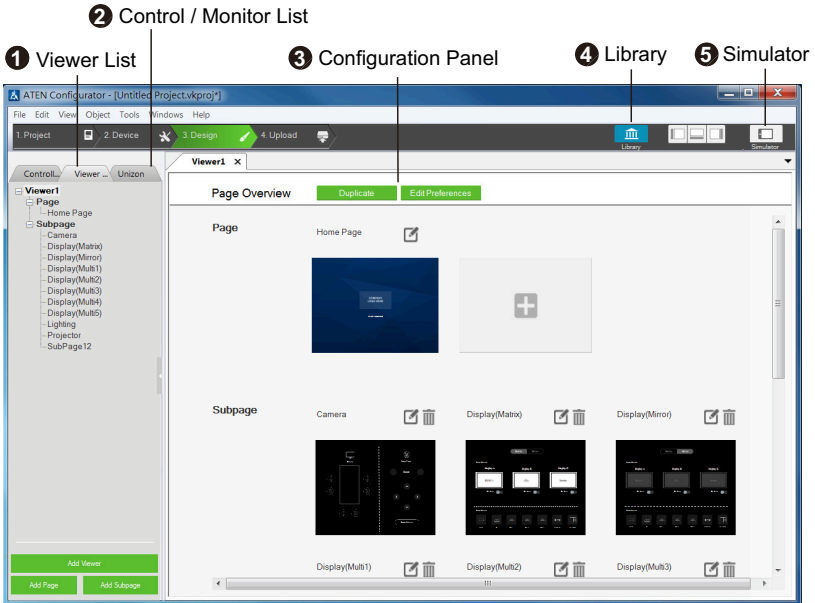 2 Control / Monitor List
1 Viewer List
3 Configuration Panel
4 Library
5 Simulator
ATEN Configurator - [Untitled Project.vkproj*]
File Edit View Object Tools Windows Help
1. Project
2. Device
3. Design
4. Upload
Library
Simulator
Controll...
Viewer ...
Unizon
Viewer1 X
Viewer1
Page
Home Page
Subpage
Camera
Display(Matrix)
Display(Mirror)
Display(Multi1)
Display(Multi2)
Display(Multi3)
Display(Multi4)
Display(Multi5)
Lighting
Projector
SubPage12
Add Viewer
Add Page
Add Subpage
Page Overview
Duplicate
Edit Preferences
Page
Home Page
Subpage
Camera
Display(Matrix)
Display(Mirror)
Display(Multi1)
Display(Multi2)
Display(Multi3)